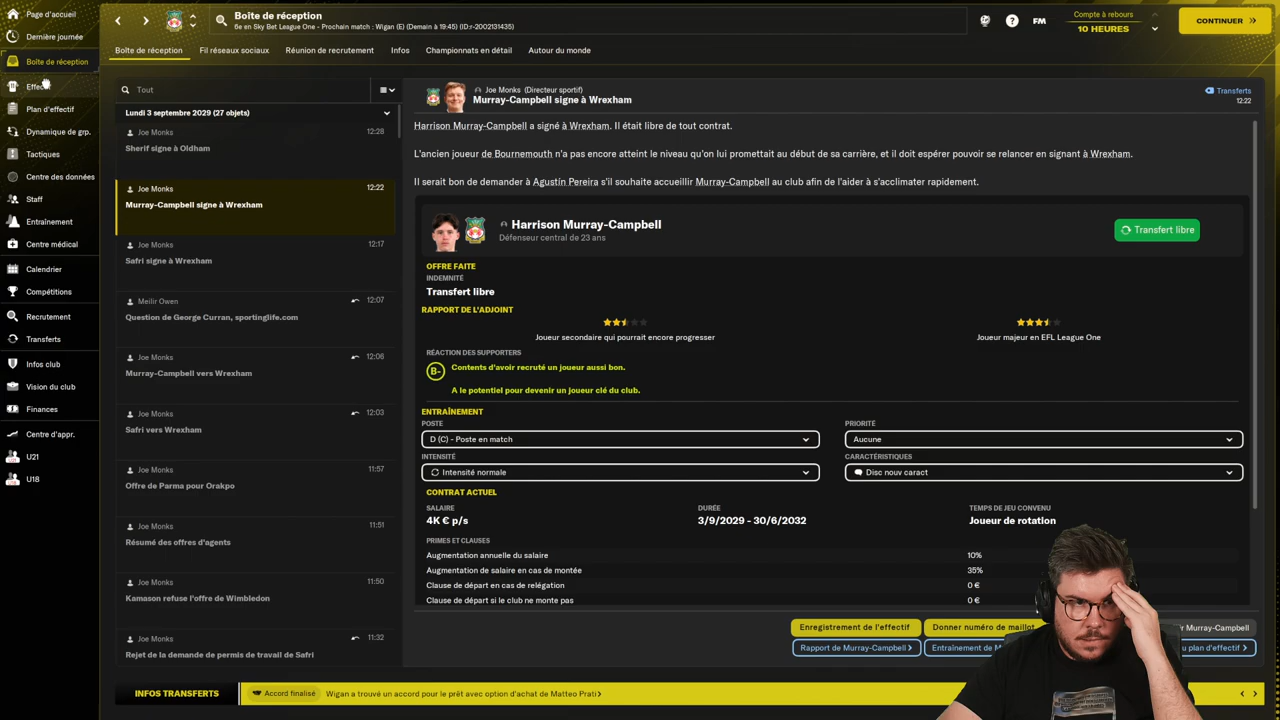 Page d'accueil
Dernière journée
Boîte de réception
Plan d'effectif
Dynamique de grp.
Tactiques
Centre des données
Staff
Entraînement
Centre médical
Calendrier
Compétitions
Recrutement
Transferts
Infos club
Vision du club
Finances
Centre d'appr.
U21
U18
Boîte de réception
6e en Sky Bet League One - Prochain match : Wigan (E) (Demain à 19:45) (ID:r-2002131435)
FM
Compte à rebours
10 HEURES
CONTINUER
Boîte de réception
Fil réseaux sociaux
Réunion de recrutement
Infos
Championnats en détail
Autour du monde
Tout
Lundi 3 septembre 2029 (27 objets)
Joe Monks 12:28
Sherif signe à Oldham
Joe Monks 12:22
Murray-Campbell signe à Wrexham
Joe Monks 12:17
Safri signe à Wrexham
Meilir Owen 12:07
Question de George Curran, sportinglife.com
Joe Monks 12:06
Murray-Campbell vers Wrexham
Joe Monks 12:03
Safri vers Wrexham
Joe Monks 11:57
Offre de Parma pour Orakpo
Joe Monks 11:51
Résumé des offres d'agents
Joe Monks 11:50
Kamason refuse l'offre de Wimbledon
Joe Monks 11:32
Rejet de la demande de permis de travail de Safri
Joe Monks (Directeur sportif)
Murray-Campbell signe à Wrexham
Transferts
12:22
Harrison Murray-Campbell a signé à Wrexham. Il était libre de tout contrat.
L'ancien joueur de Bournemouth n'a pas encore atteint le niveau qu'on lui promettait au début de sa carrière, et il doit espérer pouvoir se relancer en signant à Wrexham.
Il serait bon de demander à Agustín Pereira s'il souhaite accueillir Murray-Campbell au club afin de l'aider à s'acclimater rapidement.
Harrison Murray-Campbell
Défenseur central de 23 ans
Transfert libre
OFFRE FAITE
INDEMNITÉ
Transfert libre
RAPPORT DE L'ADJOINT
Joueur secondaire qui pourrait encore progresser
Joueur majeur en EFL League One
RÉACTION DES SUPPORTERS
B-
Contents d'avoir recruté un joueur aussi bon.
A le potentiel pour devenir un joueur clé du club.
ENTRAÎNEMENT
POSTE
D (C) - Poste en match
PRIORITÉ
Aucune
INTENSITÉ
Intensité normale
CARACTÉRISTIQUES
Disc nouv caract
CONTRAT ACTUEL
SALAIRE
4K € p/s
DURÉE
3/9/2029 - 30/6/2032
TEMPS DE JEU CONVENU
Joueur de rotation
PRIMES ET CLAUSES
Augmentation annuelle du salaire 10%
Augmentation de salaire en cas de montée 35%
Clause de départ en cas de relégation 0 €
Clause de départ si le club ne monte pas 0 €
Enregistrement de l'effectif
Donner numéro de maillot
Murray-Campbell
Rapport de Murray-Campbell
Entraînement de
plan d'effectif
INFOS TRANSFERTS
Accord finalisé
Wigan a trouvé un accord pour le prêt avec option d'achat de Matteo Prati